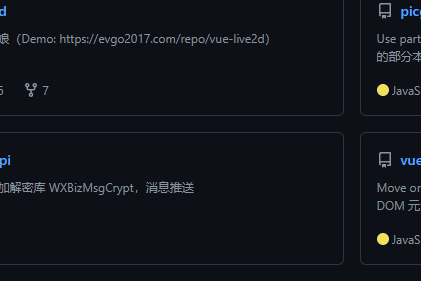 d
娘（Demo: https://evgo2017.com/repo/vue-live2d）
7
pi
加解密库 WXBizMsgCrypt，消息推送
pic
Use part
的部分本
JavaS
vue
Move or
DOM 元
JavaS